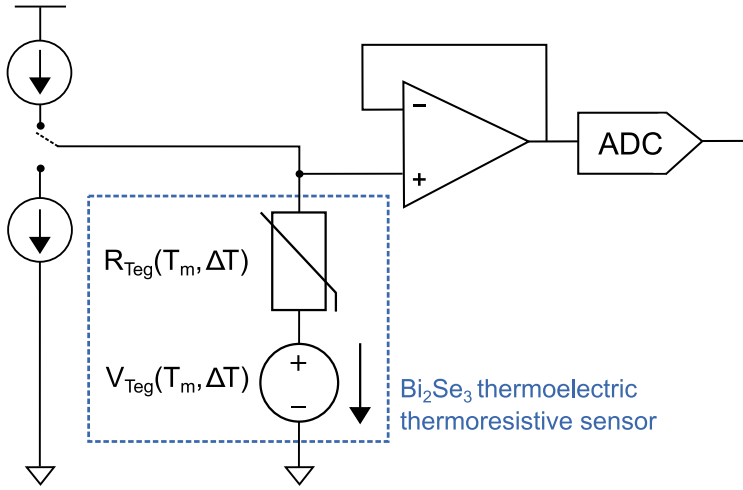 −
+
ADC
R_Teg(T_m, ΔT)
+
V_Teg(T_m, ΔT)
−
Bi₂Se₃ thermoelectric
thermoresistive sensor